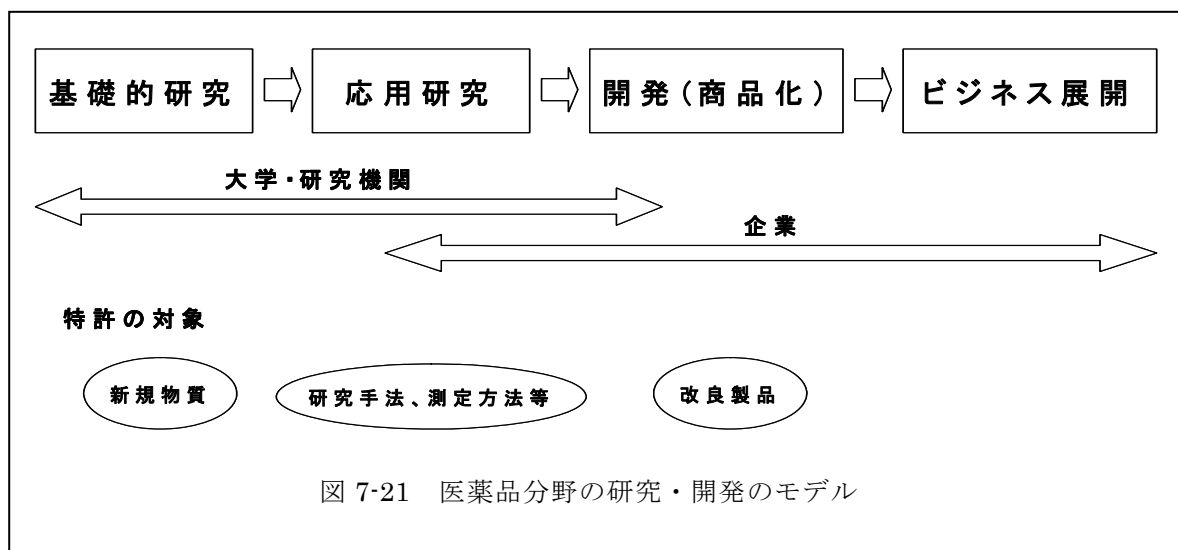 基礎的研究 応用研究 開発(商品化) ビジネス展開
大学・研究機関
企業
特許の対象
新規物質 研究手法、測定方法等 改良製品
図 7-21 医薬品分野の研究・開発のモデル